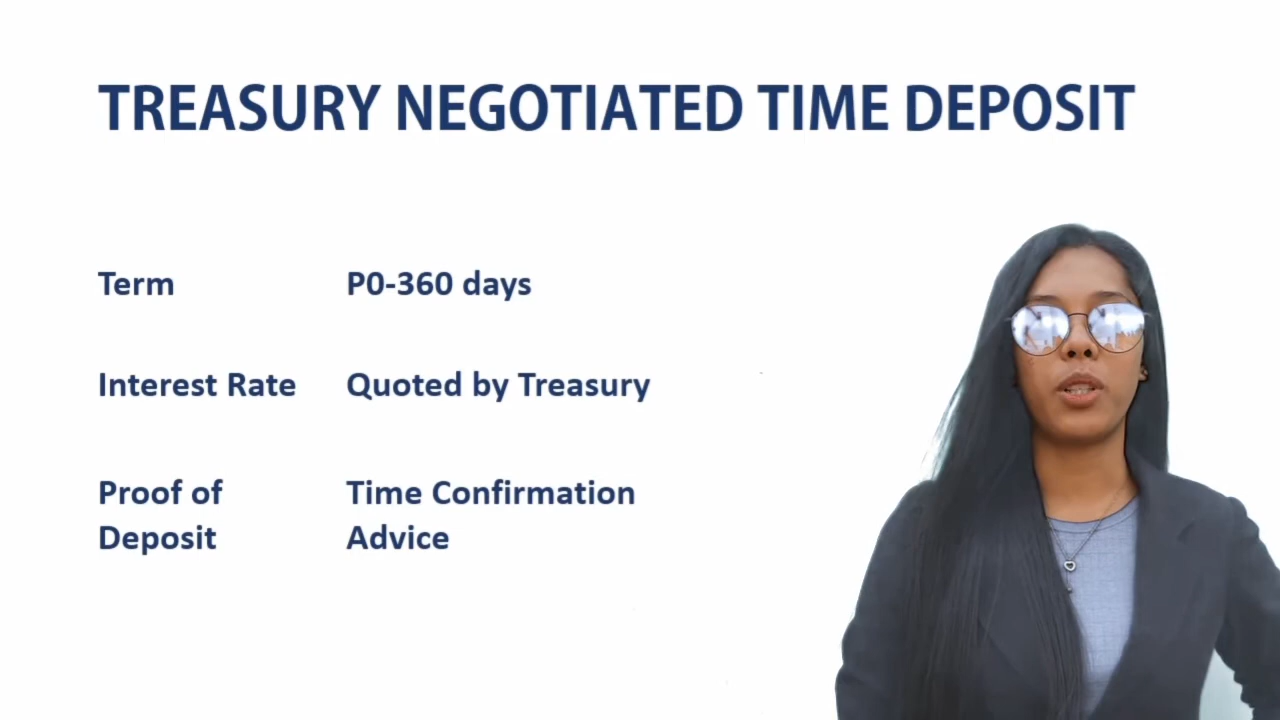 TREASURY NEGOTIATED TIME DEPOSIT
Term P0-360 days
Interest Rate Quoted by Treasury
Proof of Time Confirmation
Deposit Advice